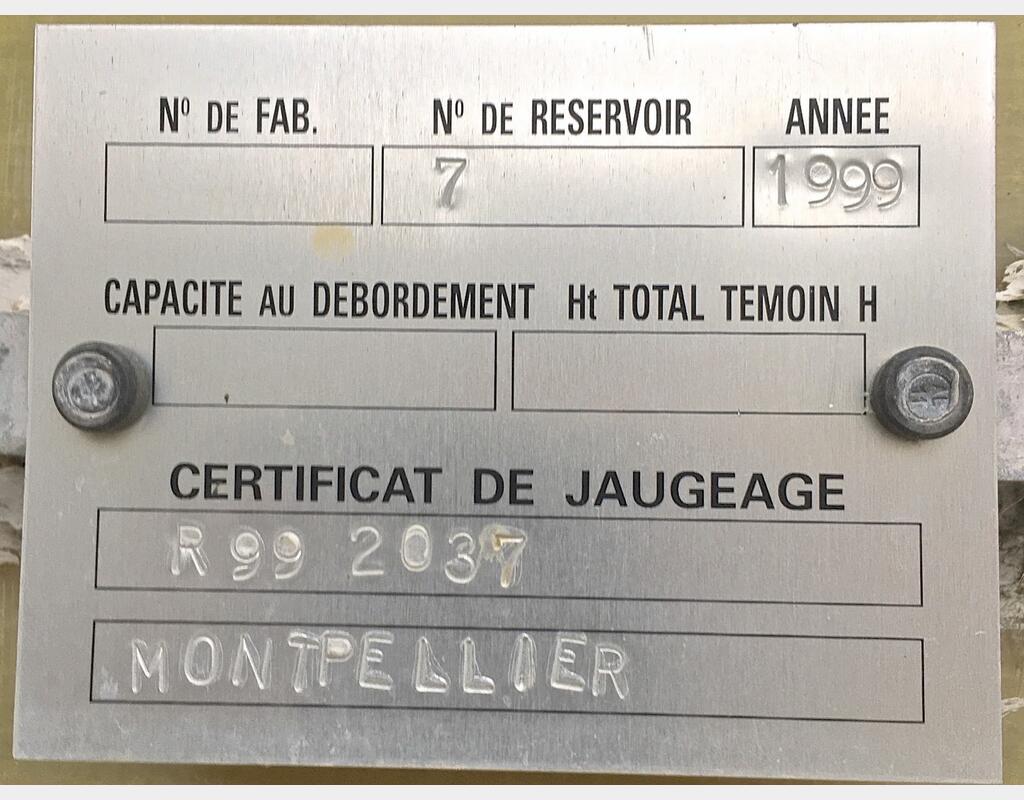 Nº DE FAB. Nº DE RESERVOIR ANNEE
7 1999
CAPACITE AU DEBORDEMENT Ht TOTAL TEMOIN H
CERTIFICAT DE JAUGEAGE
R 99 2037
MONTPELLIER